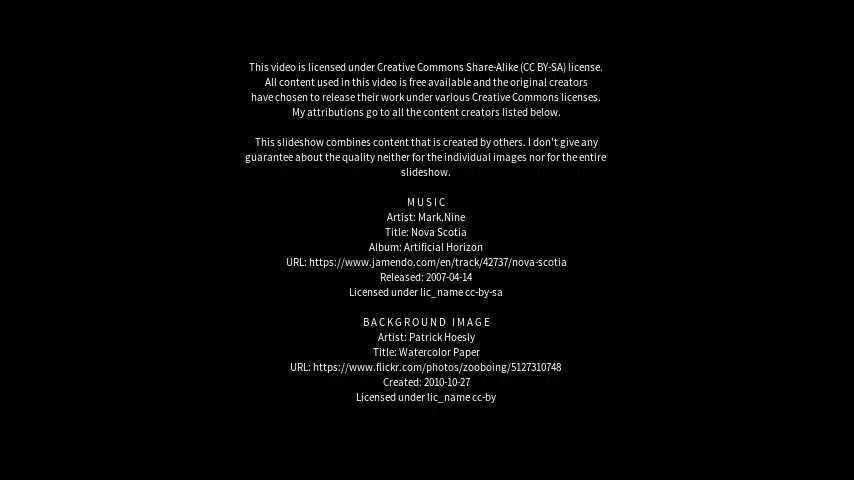 This video is licensed under Creative Commons Share-Alike (CC BY-SA) license.
All content used in this video is free available and the original creators
have chosen to release their work under various Creative Commons licenses.
My attributions go to all the content creators listed below.
This slideshow combines content that is created by others. I don't give any
guarantee about the quality neither for the individual images nor for the entire
slideshow.
MUSIC
Artist: Mark.Nine
Title: Nova Scotia
Album: Artificial Horizon
URL: https://www.jamendo.com/en/track/42737/nova-scotia
Released: 2007-04-14
Licensed under lic_name cc-by-sa
BACKGROUND IMAGE
Artist: Patrick Hoesly
Title: Watercolor Paper
URL: https://www.flickr.com/photos/zooboing/5127310748
Created: 2010-10-27
Licensed under lic_name cc-by